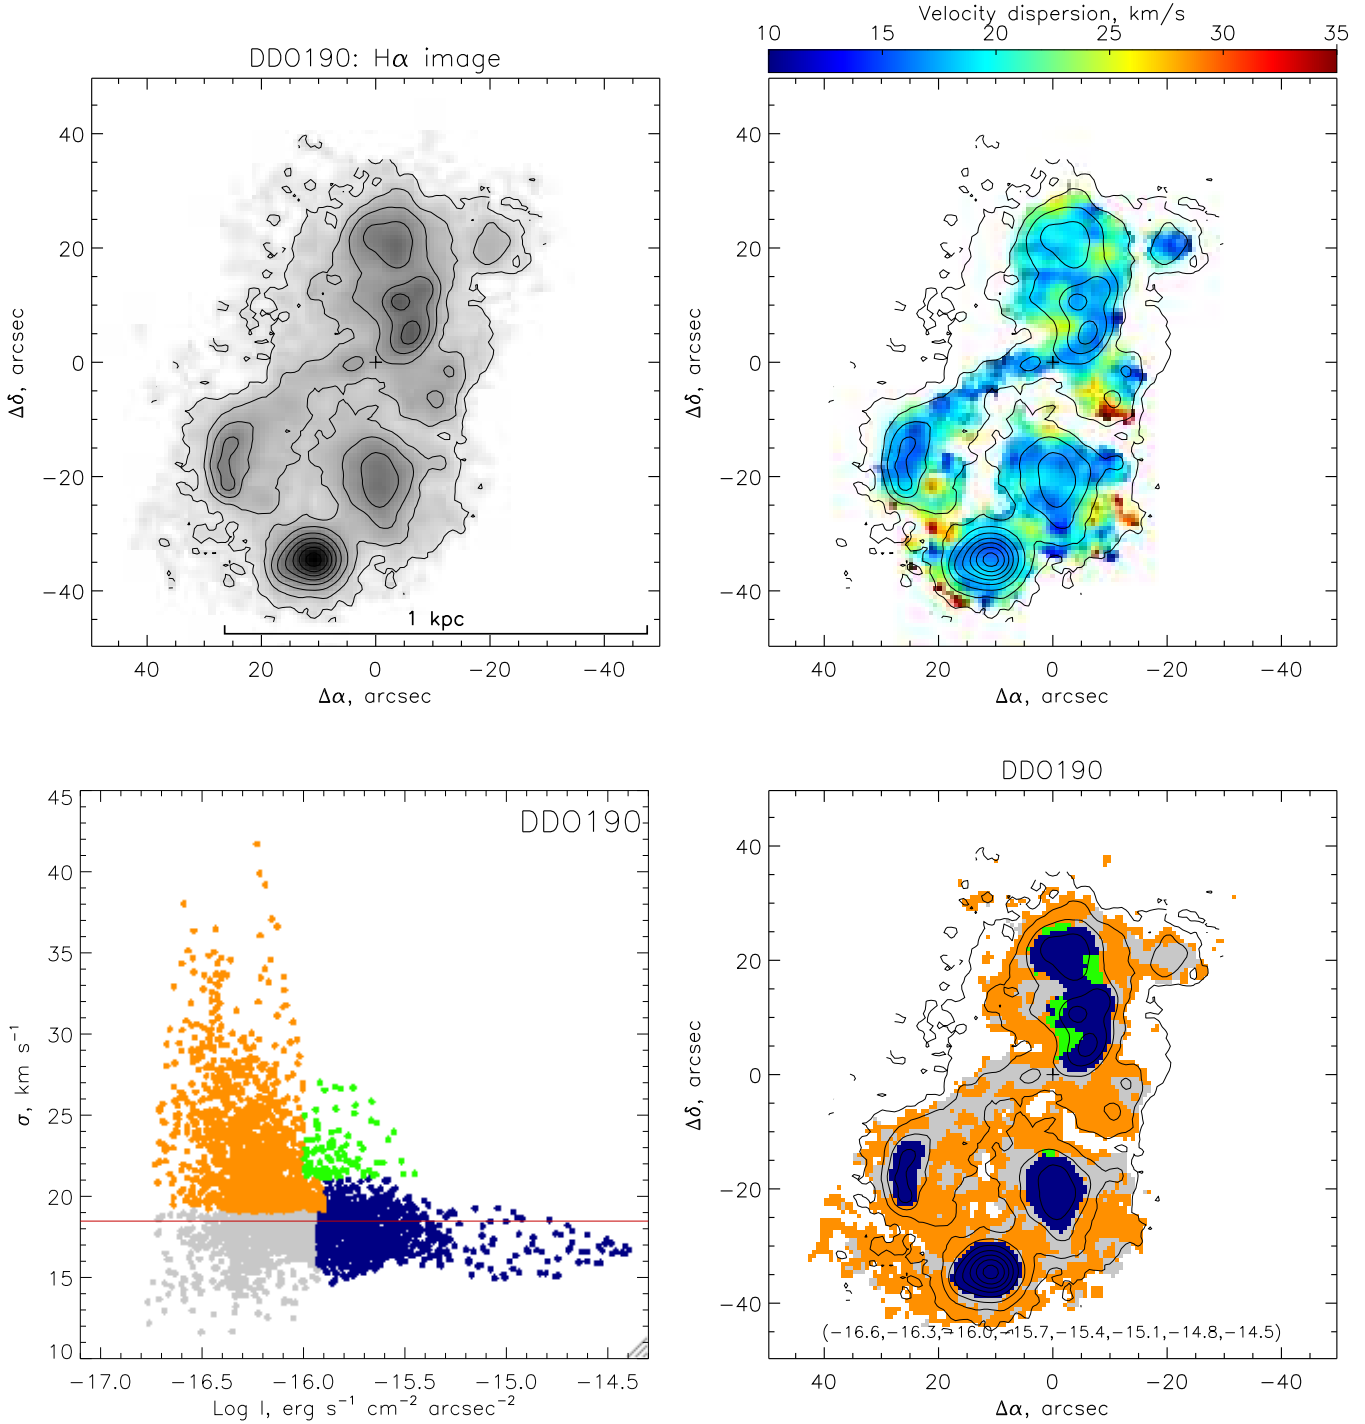 Velocity dispersion, km/s
10 15 20 25 30 35
DDO190: Hα image
40
20
0
−20
−40
Δδ, arcsec
1 kpc
40 20 0 −20 −40
Δα, arcsec
40
20
0
−20
−40
Δδ, arcsec
40 20 0 −20 −40
Δα, arcsec
DDO190
45
40
35
30
25
20
15
10
σ, km s⁻¹
−17.0 −16.5 −16.0 −15.5 −15.0 −14.5
Log I, erg s⁻¹ cm⁻² arcsec⁻²
DDO190
40
20
0
−20
−40
Δδ, arcsec
(−16.6,−16.3,−16.0,−15.7,−15.4,−15.1,−14.8,−14.5)
40 20 0 −20 −40
Δα, arcsec